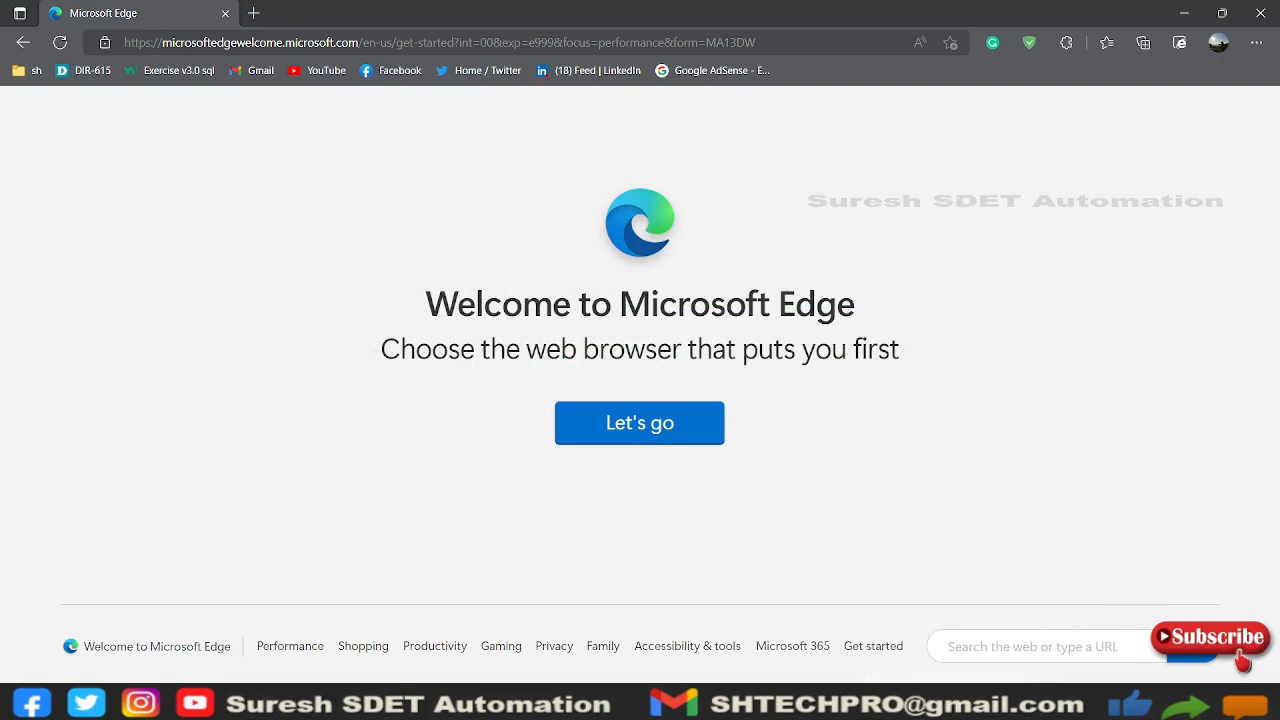 Microsoft Edge
https://microsoftedgewelcome.microsoft.com/en-us/get-started?int=00&exp=e999&focus=performance&form=MA13DW
sh DIR-615 Exercise v3.0 sql Gmail YouTube Facebook Home / Twitter (18) Feed | LinkedIn Google AdSense - E...
Suresh SDET Automation
Welcome to Microsoft Edge
Choose the web browser that puts you first
Let's go
Welcome to Microsoft Edge Performance Shopping Productivity Gaming Privacy Family Accessibility & tools Microsoft 365 Get started Search the web or type a URL Subscribe
Suresh SDET Automation SHTECHPRO@gmail.com